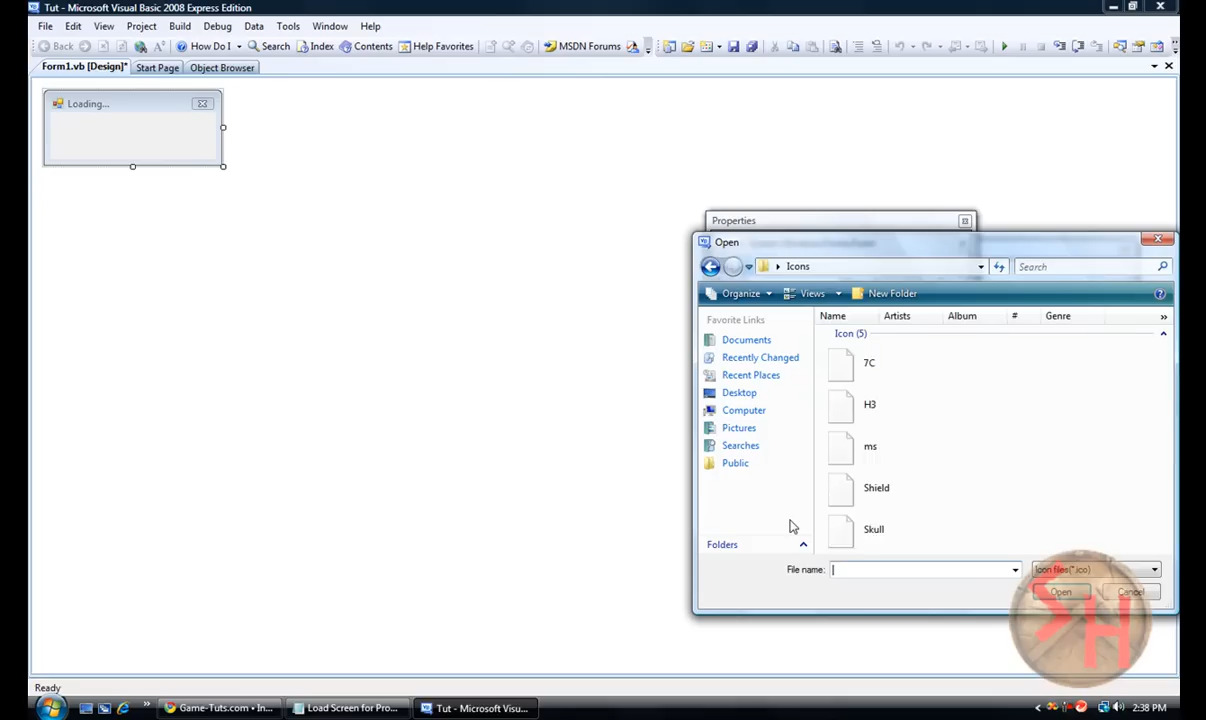 Tut - Microsoft Visual Basic 2008 Express Edition
File Edit View Project Build Debug Data Tools Window Help
Back How Do I Search Index Contents Help Favorites MSDN Forums
Form1.vb [Design]* Start Page Object Browser
Loading...
Properties
Open
Icons Search
Organize Views New Folder
Favorite Links
Name Artists Album # Genre »
Documents
Recently Changed
Recent Places
Desktop
Computer
Pictures
Searches
Public
Folders
Icon (5)
7C
H3
ms
Shield
Skull
File name:
Icon files(*.ico)
Open Cancel
SH
Ready
Game-Tuts.com • In... Load Screen for Pro... Tut - Microsoft Visu... 2:38 PM